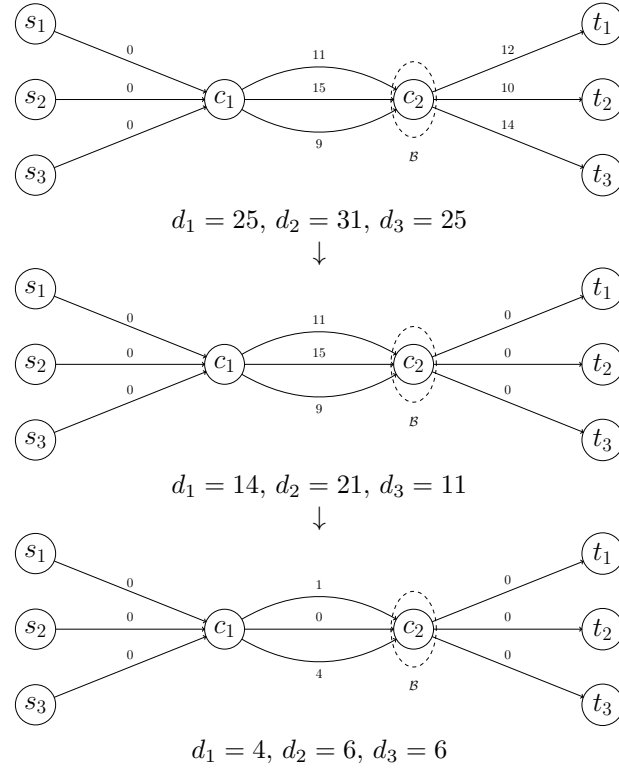 s₁ 0 11 12 t₁
s₂ 0 c₁ 15 c₂ 10 t₂
s₃ 0 9 ℬ 14 t₃
d₁ = 25, d₂ = 31, d₃ = 25
↓
s₁ 0 11 0 t₁
s₂ 0 c₁ 15 c₂ 0 t₂
s₃ 0 9 ℬ 0 t₃
d₁ = 14, d₂ = 21, d₃ = 11
↓
s₁ 0 1 0 t₁
s₂ 0 c₁ 0 c₂ 0 t₂
s₃ 0 4 ℬ 0 t₃
d₁ = 4, d₂ = 6, d₃ = 6